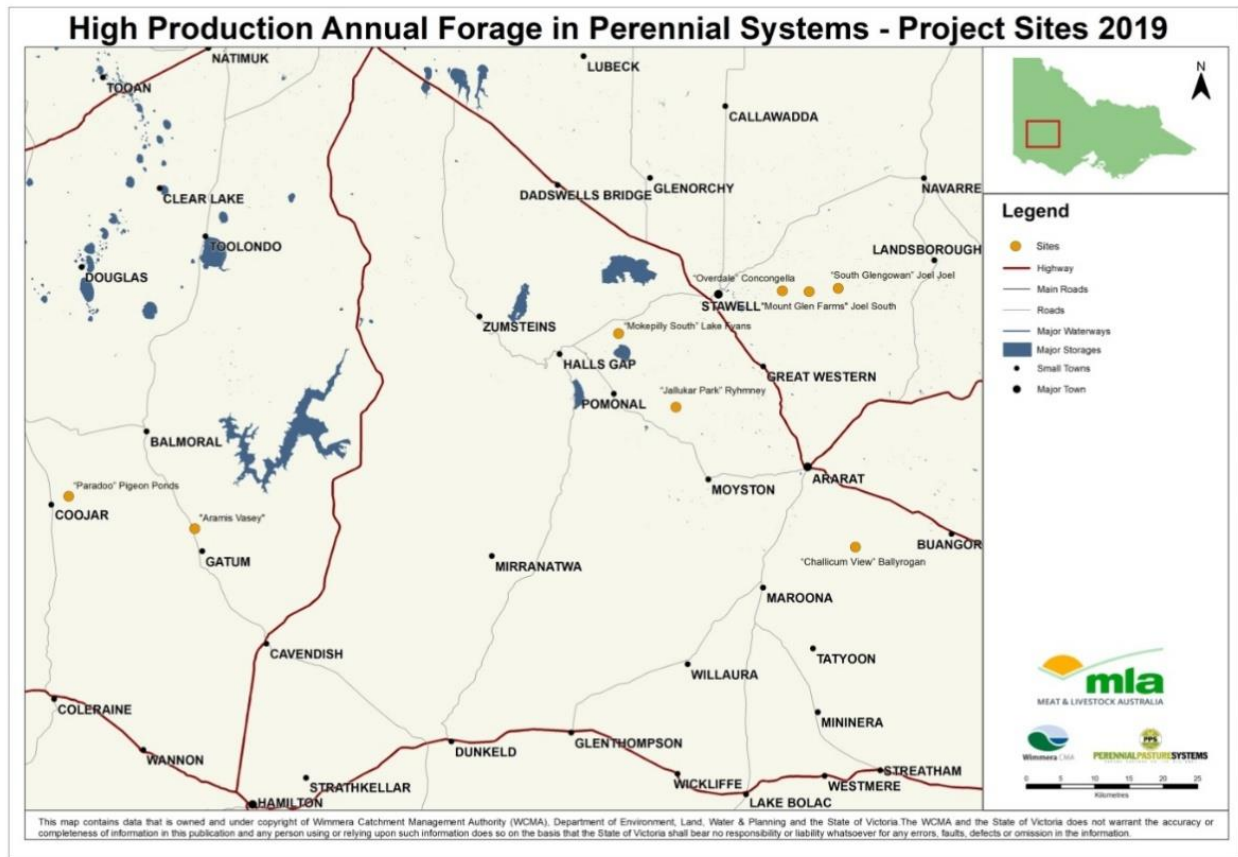 High Production Annual Forage in Perennial Systems - Project Sites 2019
NATIMUK
LUBECK
TOOAN
CALLAWADDA
N
GLENORCHY
NAVARRE
DADSWELLS BRIDGE
CLEAR LAKE
TOOLONDO
LANDSBOROUGH
DOUGLAS
"Overdale" Concongella
"South Glengowan" Joel Joel
STAWELL
"Mount Glen Farms" Joel South
ZUMSTEINS
"Mokepilly South" Lake Fyans
HALLS GAP
GREAT WESTERN
"Jallukar Park" Ryhmney
POMONAL
BALMORAL
ARARAT
MOYSTON
"Paradoo" Pigeon Ponds
COOJAR
"Aramis Vasey"
GATUM
BUANGOR
MIRRANATWA
"Challicum View" Ballyrogan
MAROONA
CAVENDISH
TATYOON
WILLAURA
COLERAINE
MININERA
GLENTHOMPSON
DUNKELD
WANNON
STREATHAM
WICKLIFFE
WESTMERE
STRATHKELLAR
LAKE BOLAC
HAMILTON
Legend
Sites
Highway
Main Roads
Roads
Major Waterways
Major Storages
Small Towns
Major Town
mla
MEAT & LIVESTOCK AUSTRALIA
PPS
Wimmera CMA
PERENNIALPASTURESYSTEMS
0 5 10 15 20 25
Kilometres
This map contains data that is owned and under copyright of Wimmera Catchment Management Authority (WCMA), Department of Environment, Land, Water & Planning and the State of Victoria.The WCMA and the State of Victoria does not warrant the accuracy or
completeness of information in this publication and any person using or relying upon such information does so on the basis that the State of Victoria shall bear no responsibility or liability whatsoever for any errors, faults, defects or omission in the information.